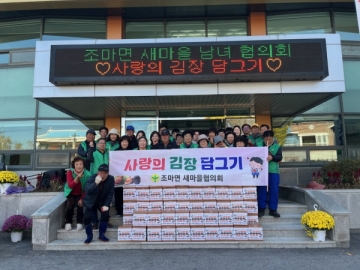 조마면 새마을 남녀 협의회
♡사랑의 김장 담그기♡
사랑의 김장 담그기
조마면 새마을협의회